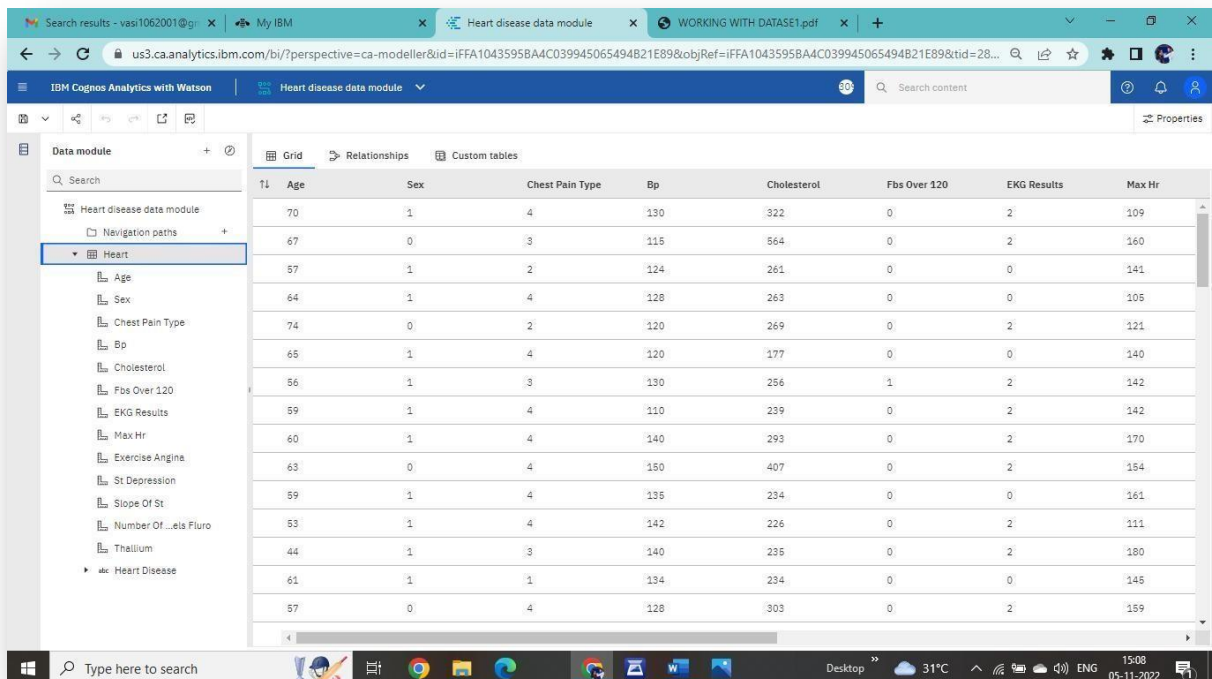 Search results - vasi1062001@gm
My IBM
Heart disease data module
WORKING WITH DATASE1.pdf
us3.ca.analytics.ibm.com/bi/?perspective=ca-modeller&id=iFFA1043595BA4C039945065494B21E89&objRef=iFFA1043595BA4C039945065494B21E89&tid=28...
IBM Cognos Analytics with Watson
Heart disease data module
Search content
Properties
Data module
Search
Heart disease data module
Navigation paths
Heart
Age
Sex
Chest Pain Type
Bp
Cholesterol
Fbs Over 120
EKG Results
Max Hr
Exercise Angina
St Depression
Slope Of St
Number Of ...els Fluro
Thallium
abc Heart Disease
Grid Relationships Custom tables
Age Sex Chest Pain Type Bp Cholesterol Fbs Over 120 EKG Results Max Hr
70 1 4 130 322 0 2 109
67 0 3 115 564 0 2 160
57 1 2 124 261 0 0 141
64 1 4 128 263 0 0 105
74 0 2 120 269 0 2 121
65 1 4 120 177 0 0 140
56 1 3 130 256 1 2 142
59 1 4 110 239 0 2 142
60 1 4 140 293 0 2 170
63 0 4 150 407 0 2 154
59 1 4 135 234 0 0 161
53 1 4 142 226 0 2 111
44 1 3 140 235 0 2 180
61 1 1 134 234 0 0 145
57 0 4 128 303 0 2 159
Type here to search
Desktop
31°C
ENG
15:08
05-11-2022